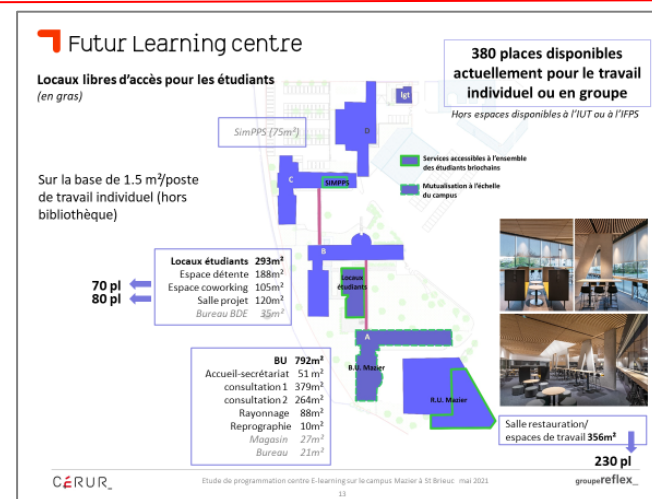 Futur Learning centre
380 places disponibles
actuellement pour le travail
individuel ou en groupe
Hors espaces disponibles à l'IUT ou à l'IFPS
Locaux libres d'accès pour les étudiants
(en gras)
lgt
D
SimPPS (75m²)
Services accessibles à l'ensemble
des étudiants briochins
Mutualisation à l'échelle
du campus
C
SIMPPS
Sur la base de 1.5 m²/poste
de travail individuel (hors
bibliothèque)
B
Locaux étudiants 293m²
Espace détente 188m²
Espace coworking 105m²
Salle projet 120m²
Bureau BDE 35m²
70 pl
80 pl
Locaux
étudiants
A
B.U. Mazier
R.U. Mazier
BU 792m²
Accueil-secrétariat 51 m²
consultation 1 379m²
consultation 2 264m²
Rayonnage 88m²
Reprographie 10m²
Magasin 27m²
Bureau 21m²
Salle restauration/
espaces de travail 356m²
230 pl
CÉRUR_
Etude de programmation centre E-learning sur le campus Mazier à St Brieuc mai 2021
13
groupereflex_